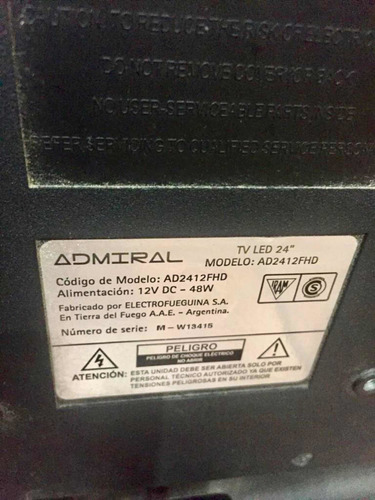 CAUTION: TO REDUCE THE RISK OF ELECTRIC
DO NOT REMOVE COVER (OR BACK)
NO USER-SERVICEABLE PARTS INSIDE
REFER SERVICING TO QUALIFIED SERVICE PERSON
ADMIRAL
TV LED 24"
MODELO: AD2412FHD
Código de Modelo: AD2412FHD
Alimentación: 12V DC - 48W
Fabricado por ELECTROFUEGUINA S.A.
En Tierra del Fuego A.A.E. - Argentina.
IRAM
S
Número de serie: M - W13415
PELIGRO
PELIGRO DE CHOQUE ELÉCTRICO
NO ABRIR
ATENCIÓN: ESTA UNIDAD DEBE SER ABIERTA SOLO POR
PERSONAL TÉCNICO AUTORIZADO YA QUE EXISTEN
TENSIONES PELIGROSAS EN SU INTERIOR